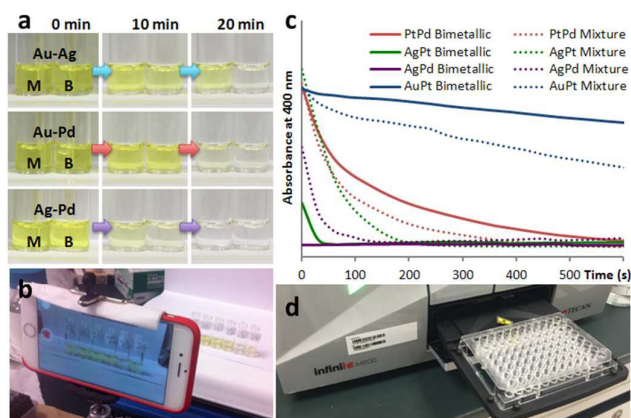 a
0 min 10 min 20 min
Au-Ag
M B
Au-Pd
M B
Ag-Pd
M B
b
c
PtPd Bimetallic PtPd Mixture
AgPt Bimetallic AgPt Mixture
AgPd Bimetallic AgPd Mixture
AuPt Bimetallic AuPt Mixture
Absorbance at 400 nm
0 100 200 300 400 500 Time (s)
d
infinite M200
TECAN